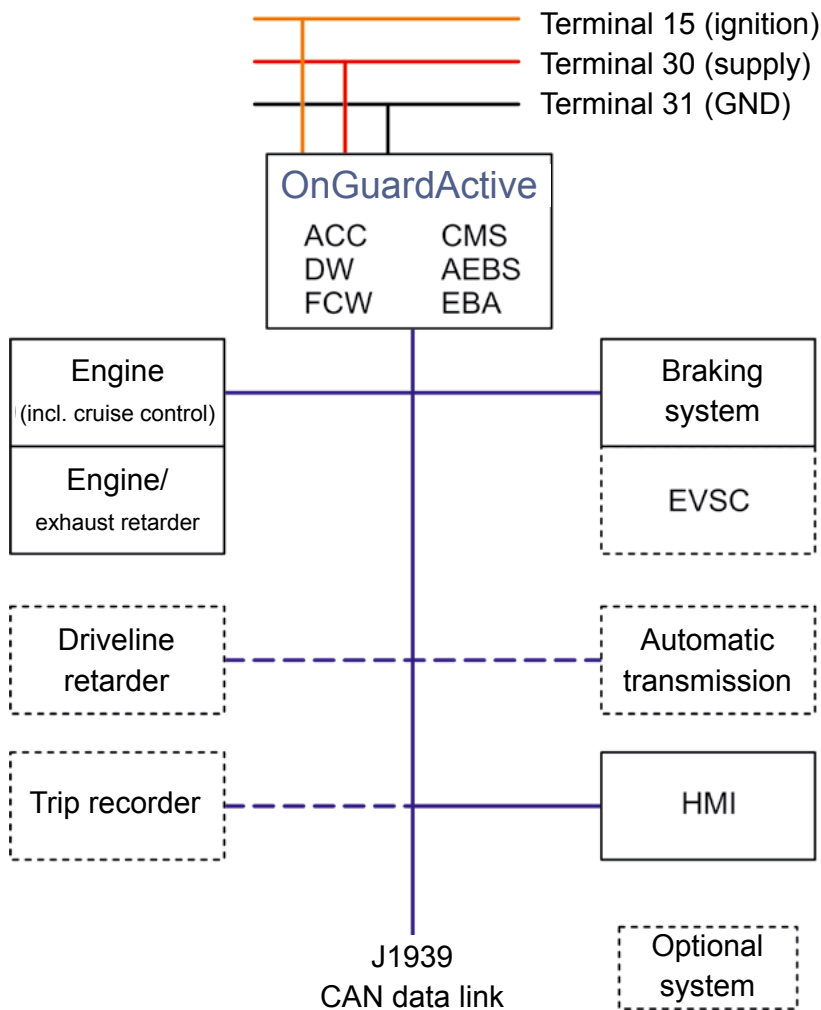 Terminal 15 (ignition)
Terminal 30 (supply)
Terminal 31 (GND)
OnGuardActive
ACC CMS
DW AEBS
FCW EBA
Engine
(incl. cruise control)
Engine/
exhaust retarder
Braking
system
EVSC
Driveline
retarder
Automatic
transmission
Trip recorder
HMI
J1939
CAN data link
Optional
system